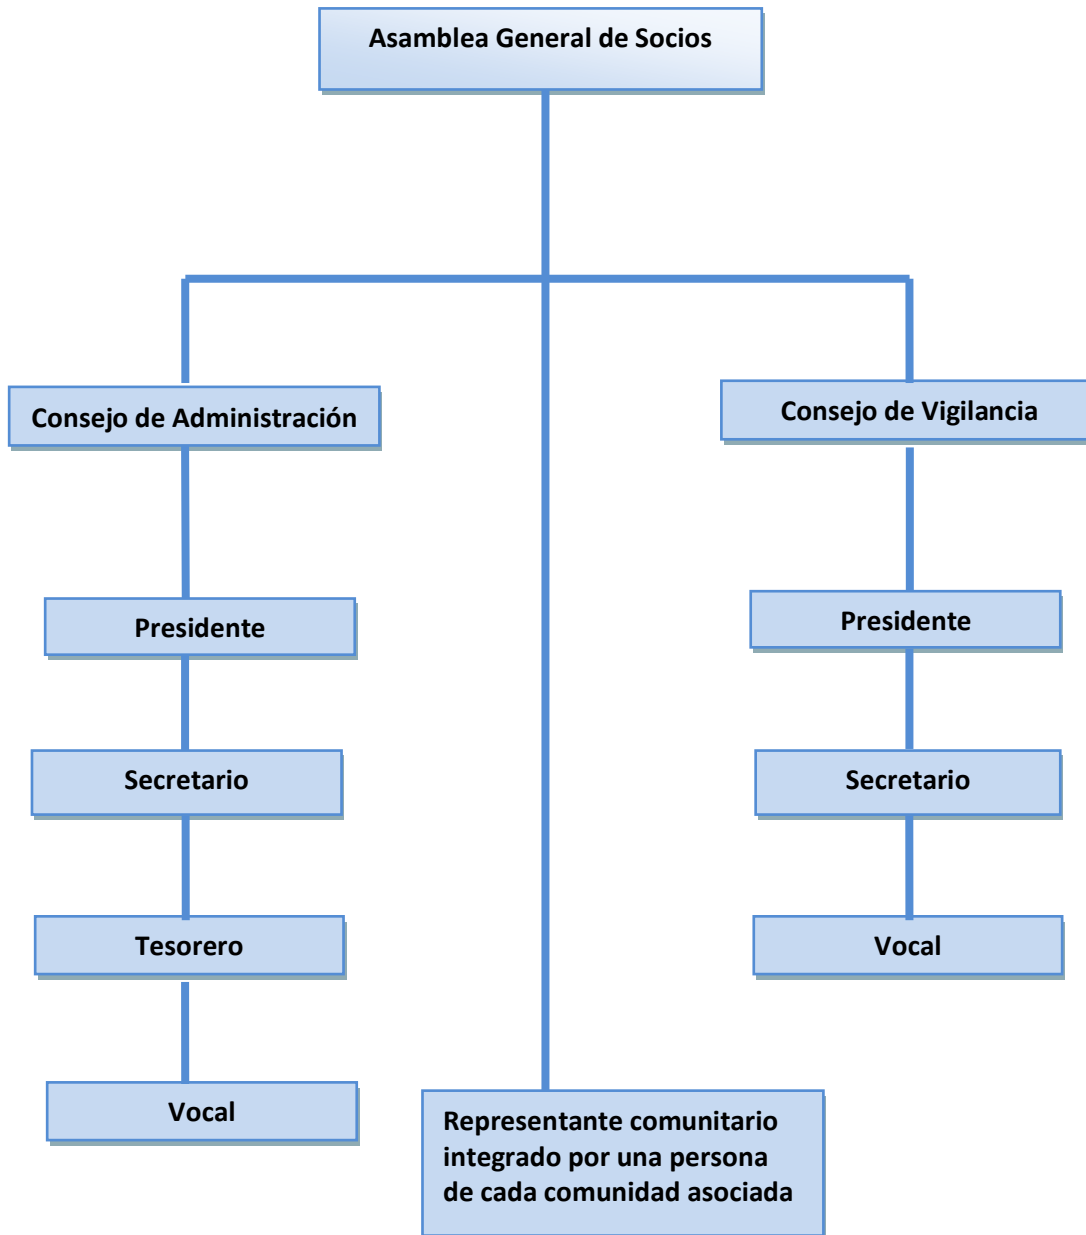 Asamblea General de Socios
Consejo de Administración
Consejo de Vigilancia
Presidente
Presidente
Secretario
Secretario
Tesorero
Vocal
Vocal
Representante comunitario
integrado por una persona
de cada comunidad asociada